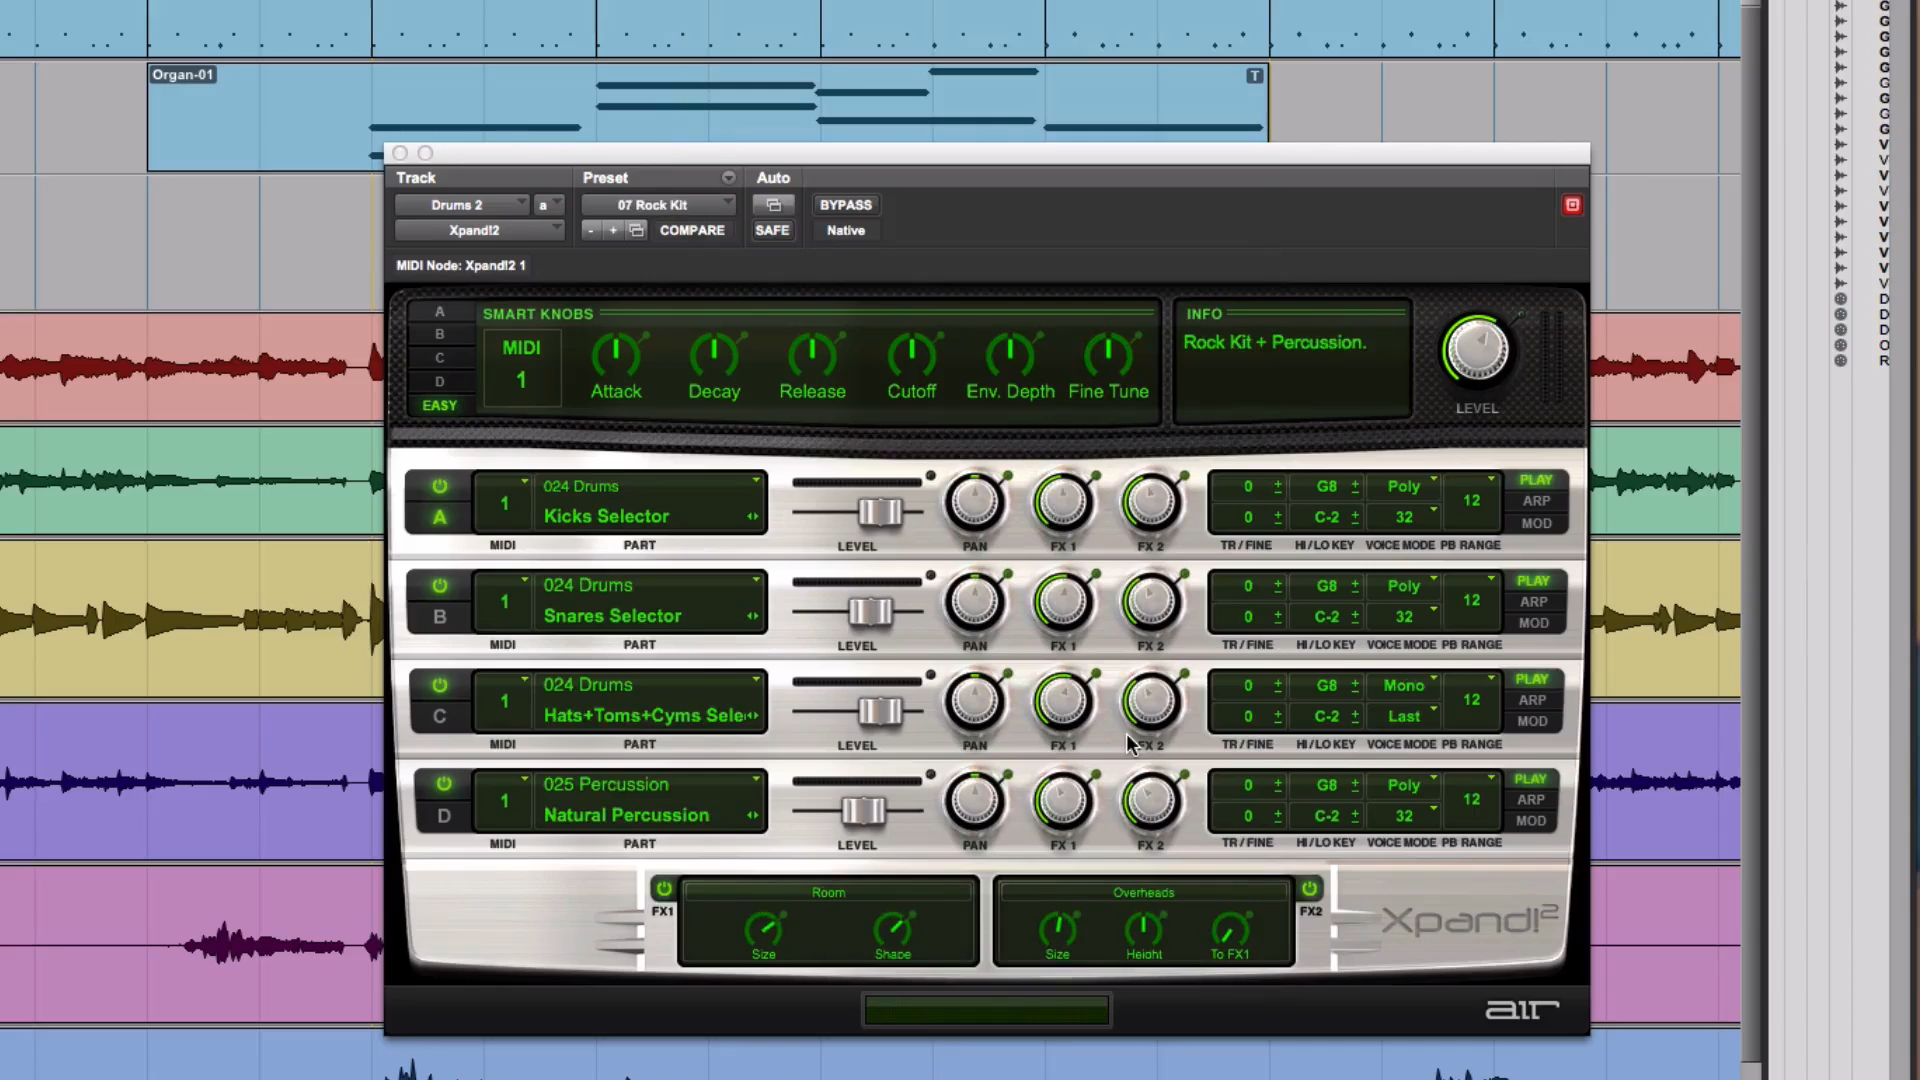 Organ-01
T
Track
Preset
Auto
Drums 2
a
07 Rock Kit
BYPASS
Xpand!2
-
+
COMPARE
SAFE
Native
MIDI Node: Xpand!2 1
A
B
C
D
EASY
SMART KNOBS
MIDI
1
Attack
Decay
Release
Cutoff
Env. Depth
Fine Tune
INFO
Rock Kit + Percussion.
LEVEL
A
1
024 Drums
Kicks Selector
MIDI
PART
LEVEL
PAN
FX 1
FX 2
0 G8 Poly 12
0 C-2 32
TR / FINE HI / LO KEY VOICE MODE PB RANGE
PLAY
ARP
MOD
B
1
024 Drums
Snares Selector
MIDI
PART
LEVEL
PAN
FX 1
FX 2
0 G8 Poly 12
0 C-2 32
TR / FINE HI / LO KEY VOICE MODE PB RANGE
PLAY
ARP
MOD
C
1
024 Drums
Hats+Toms+Cyms Sele
MIDI
PART
LEVEL
PAN
FX 1
FX 2
0 G8 Mono 12
0 C-2 Last
TR / FINE HI / LO KEY VOICE MODE PB RANGE
PLAY
ARP
MOD
D
1
025 Percussion
Natural Percussion
MIDI
PART
LEVEL
PAN
FX 1
FX 2
0 G8 Poly 12
0 C-2 32
TR / FINE HI / LO KEY VOICE MODE PB RANGE
PLAY
ARP
MOD
FX1
Room
Size
Shape
Overheads
Size
Height
To FX1
FX2
Xpand!2
air
G
G
G
G
G
G
G
G
G
V
V
V
V
V
V
V
V
V
V
D
D
D
O
R